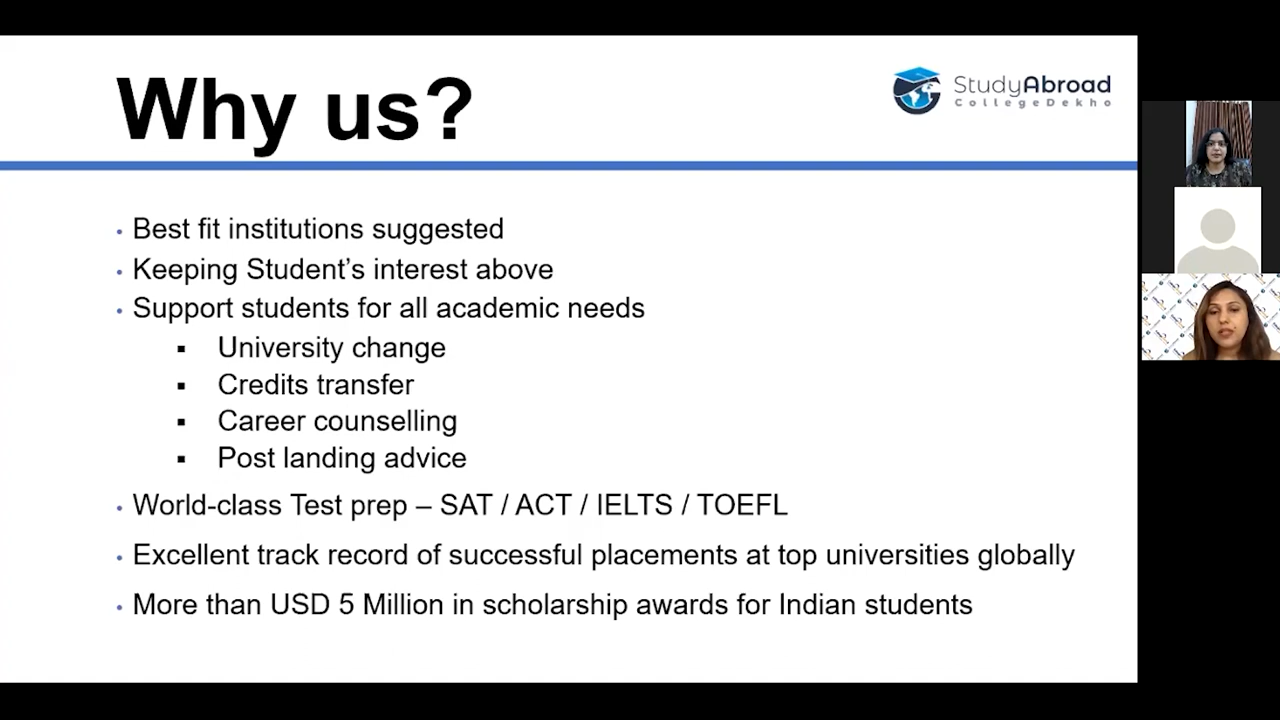 Why us?
StudyAbroad
CollegeDekho
• Best fit institutions suggested
• Keeping Student’s interest above
• Support students for all academic needs
▪ University change
▪ Credits transfer
▪ Career counselling
▪ Post landing advice
• World-class Test prep – SAT / ACT / IELTS / TOEFL
• Excellent track record of successful placements at top universities globally
• More than USD 5 Million in scholarship awards for Indian students